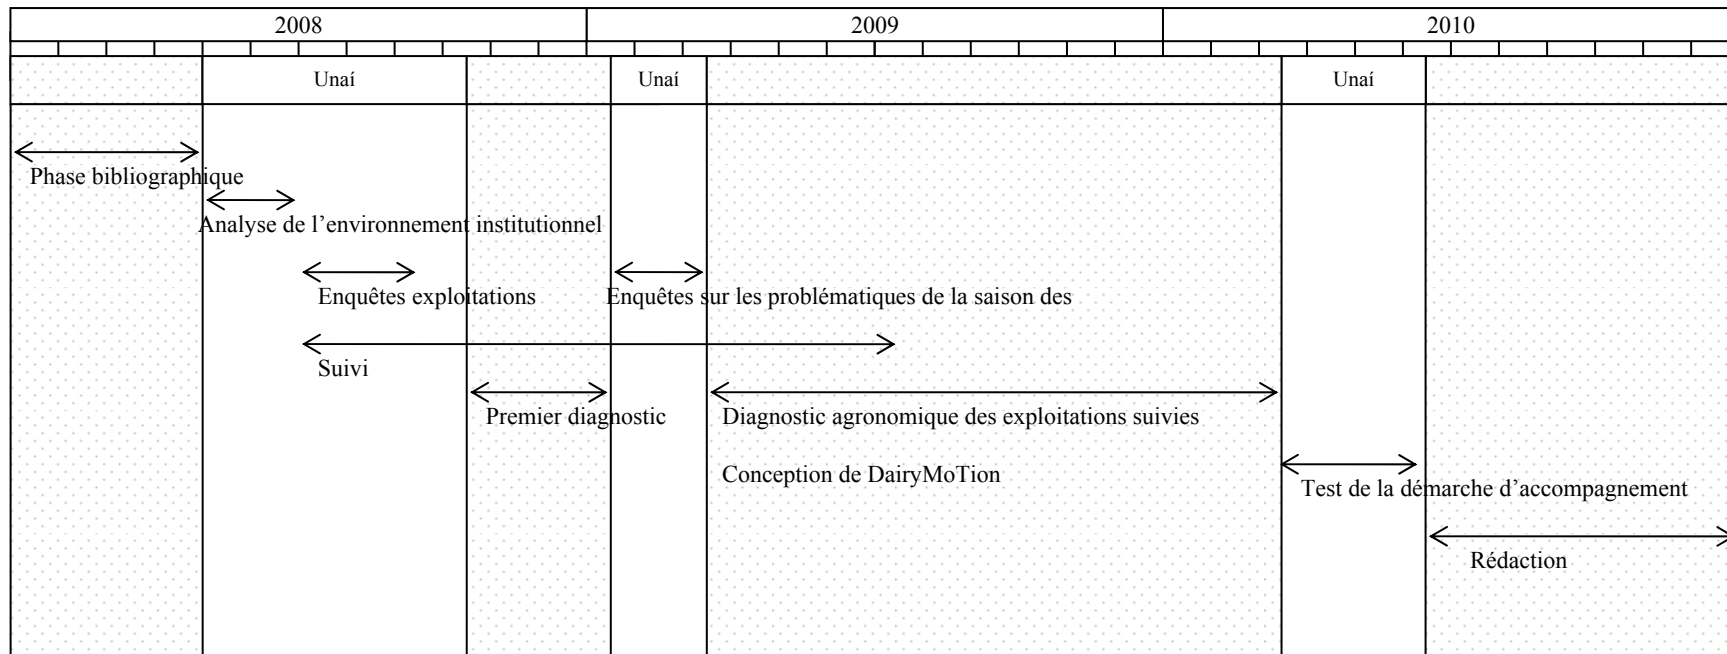 2008
2009
2010
Unaí
Unaí
Unaí
Phase bibliographique
Analyse de l’environnement institutionnel
Enquêtes exploitations
Enquêtes sur les problématiques de la saison des
Suivi
Premier diagnostic
Diagnostic agronomique des exploitations suivies
Conception de DairyMoTion
Test de la démarche d’accompagnement
Rédaction